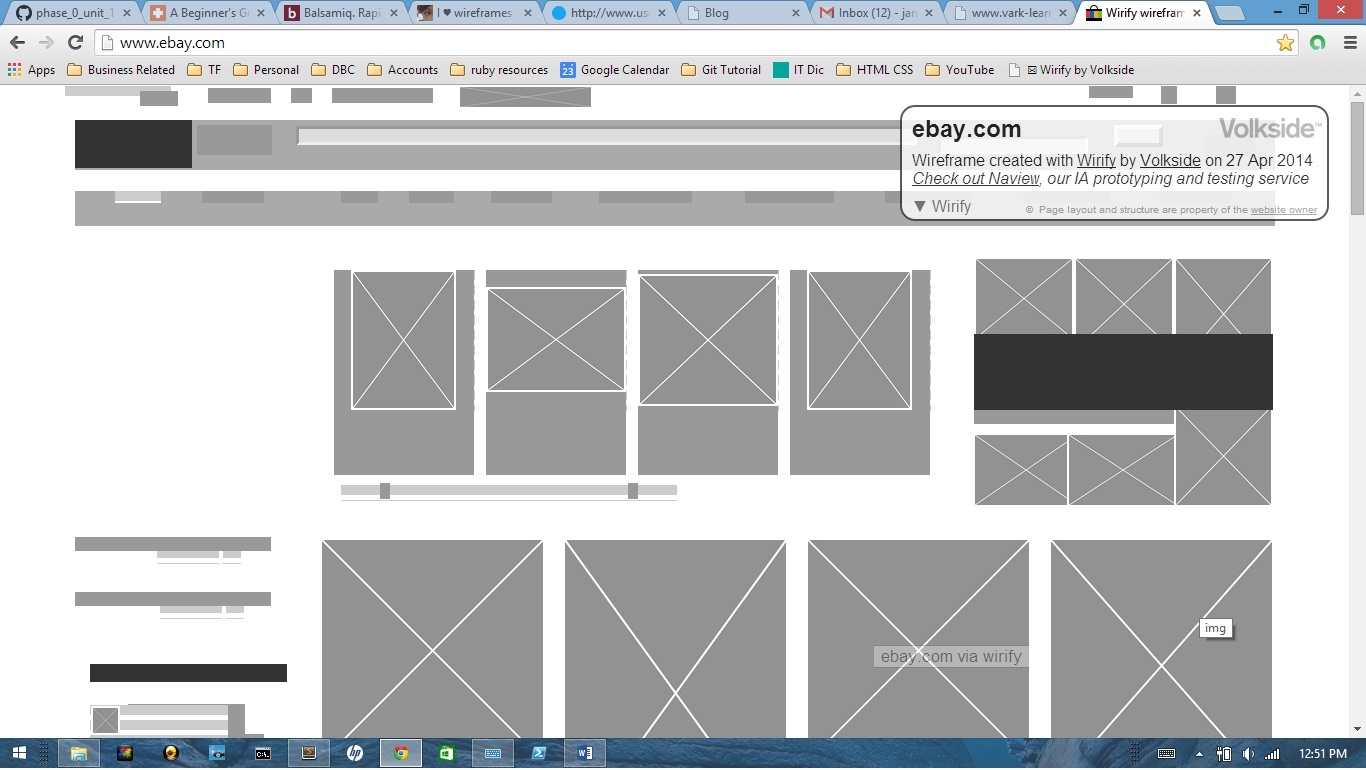 phase_0_unit_1
A Beginner's Gu
Balsamiq. Rapi
I ♥ wireframes
http://www.us
Blog
Inbox (12) - jan
www.vark-learn
Wirify wirefram
www.ebay.com
Apps
Business Related
TF
Personal
DBC
Accounts
ruby resources
23
Google Calendar
Git Tutorial
IT Dic
HTML CSS
YouTube
Wirify by Volkside
ebay.com
Volkside™
Wireframe created with Wirify by Volkside on 27 Apr 2014
Check out Naview, our IA prototyping and testing service
▼ Wirify
© Page layout and structure are property of the website owner
img
ebay.com via wirify
12:51 PM